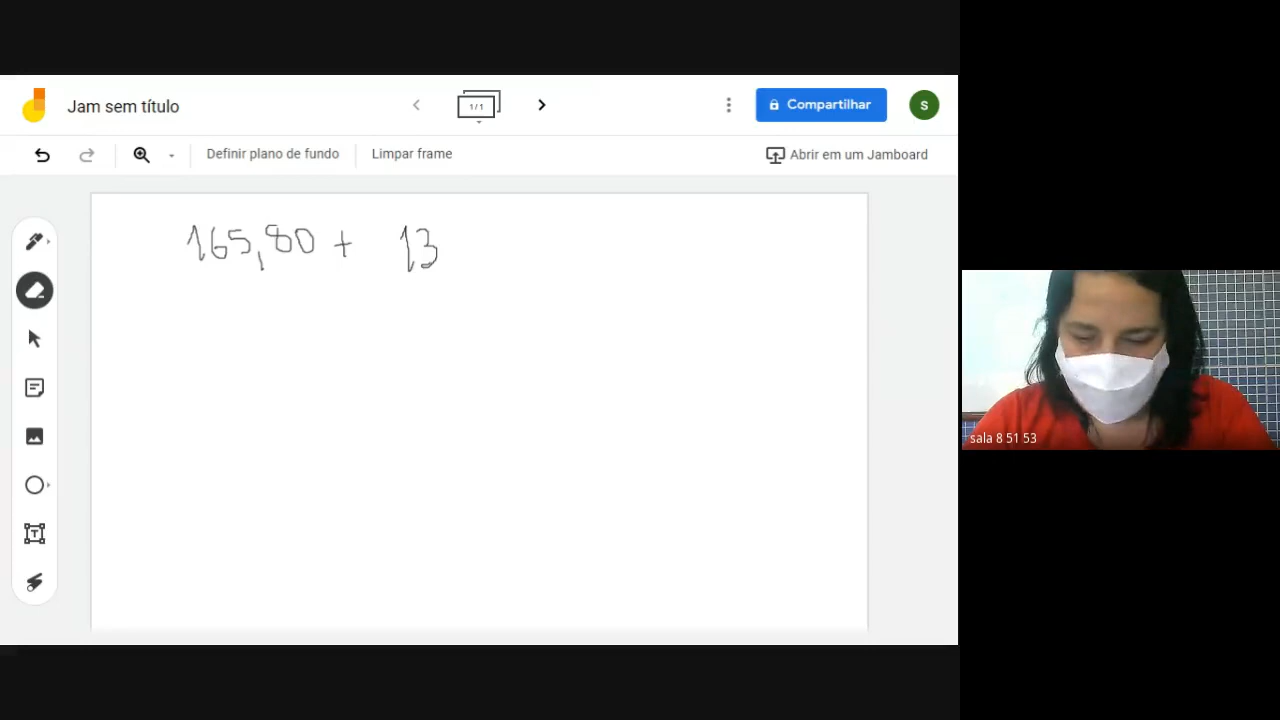 Jam sem título
1/1
Compartilhar
S
Definir plano de fundo
Limpar frame
Abrir em um Jamboard
165,80 + 13
sala 8 51 53